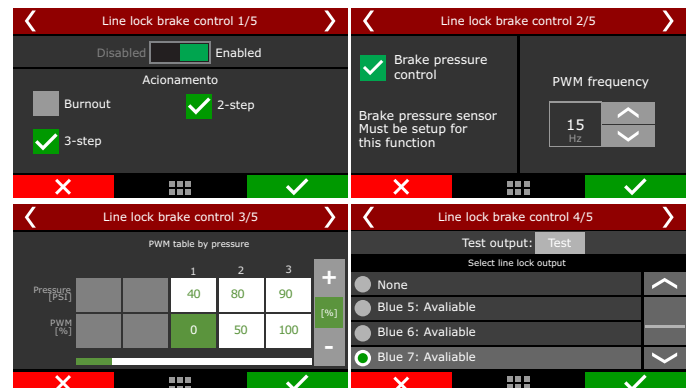 Line lock brake control 1/5
Disabled Enabled
Acionamento
Burnout
2-step
3-step
Line lock brake control 2/5
Brake pressure
control
Brake pressure sensor
Must be setup for
this function
PWM frequency
15
Hz
Line lock brake control 3/5
PWM table by pressure
1 2 3
Pressure
[PSI]
40 80 90
PWM
[%]
0 50 100
+
[%]
-
Line lock brake control 4/5
Test output: Test
Select line lock output
None
Blue 5: Avaliable
Blue 6: Avaliable
Blue 7: Avaliable